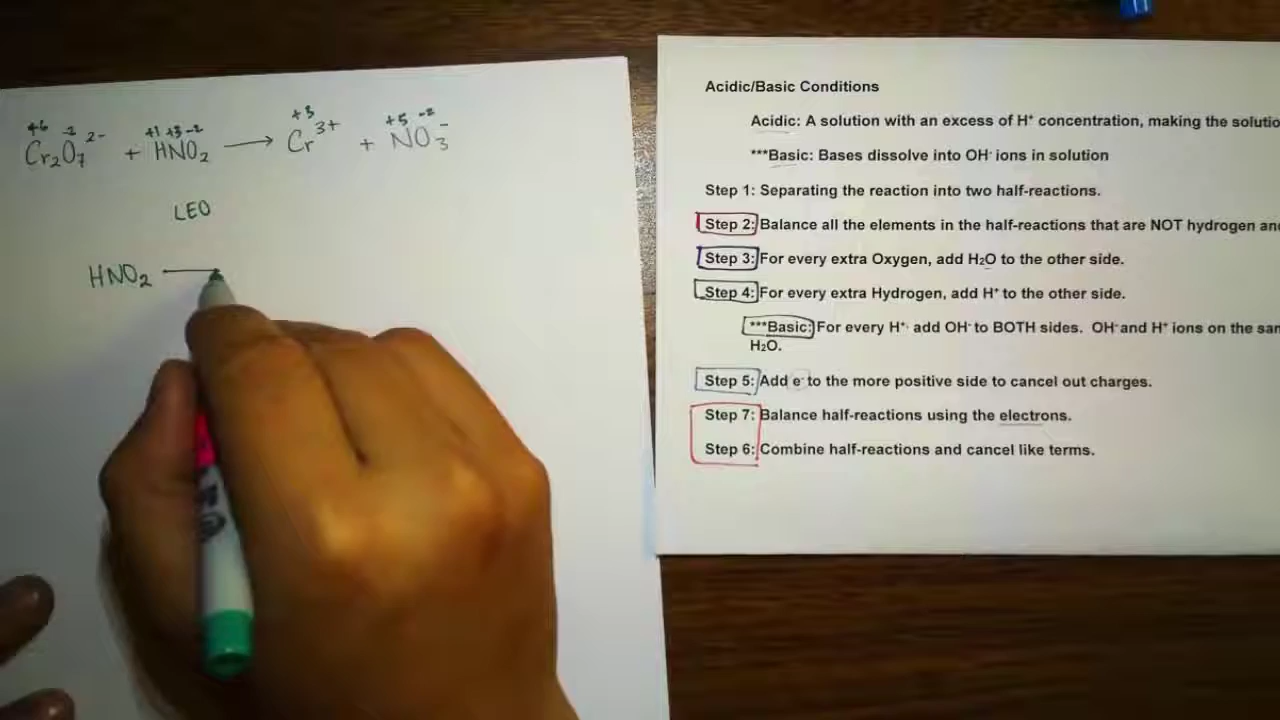 +6 -2 +1 +3 -2 +3 +5 -2
Cr₂O₇²⁻ + HNO₂ → Cr³⁺ + NO₃⁻
LEO
HNO₂
Acidic/Basic Conditions
Acidic: A solution with an excess of H⁺ concentration, making the solutio
***Basic: Bases dissolve into OH⁻ ions in solution
Step 1: Separating the reaction into two half-reactions.
Step 2: Balance all the elements in the half-reactions that are NOT hydrogen and
Step 3: For every extra Oxygen, add H₂O to the other side.
Step 4: For every extra Hydrogen, add H⁺ to the other side.
***Basic: For every H⁺, add OH⁻ to BOTH sides. OH⁻ and H⁺ ions on the sam
H₂O.
Step 5: Add e⁻ to the more positive side to cancel out charges.
Step 7: Balance half-reactions using the electrons.
Step 6: Combine half-reactions and cancel like terms.